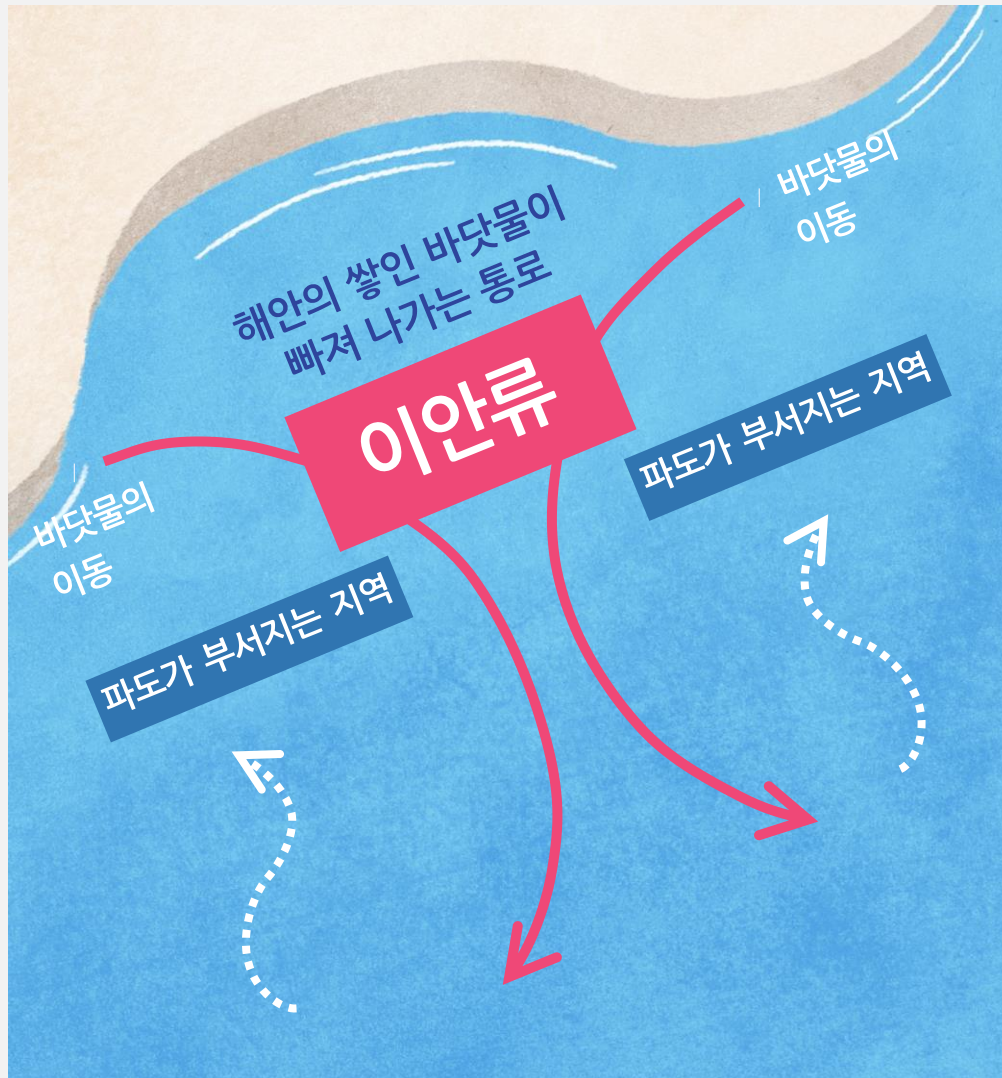 해안의 쌓인 바닷물이
빠져 나가는 통로
이안류
바닷물의
이동
파도가 부서지는 지역
바닷물의
이동
파도가 부서지는 지역